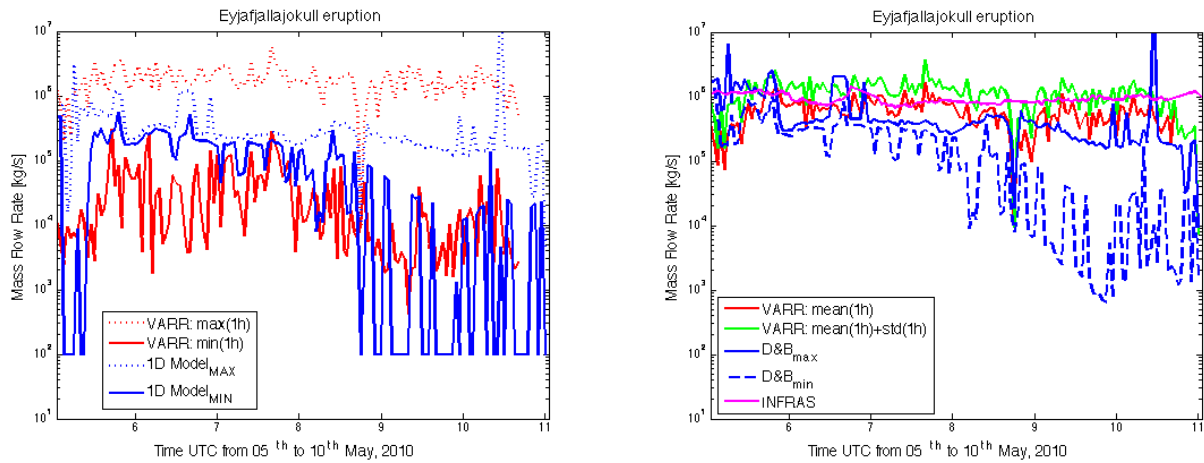 Eyjafjallajokull eruption
10^7
10^6
10^5
10^4
10^3
10^2
10^1
Mass Flow Rate [kg/s]
VARR: max(1h)
VARR: min(1h)
1D Model_MAX
1D Model_MIN
6 7 8 9 10 11
Time UTC from 05 th to 10th May, 2010
Eyjafjallajokull eruption
10^7
10^6
10^5
10^4
10^3
10^2
10^1
Mass Flow Rate [kg/s]
VARR: mean(1h)
VARR: mean(1h)+std(1h)
D&B_max
D&B_min
INFRAS
6 7 8 9 10 11
Time UTC from 05 th to 10th May, 2010